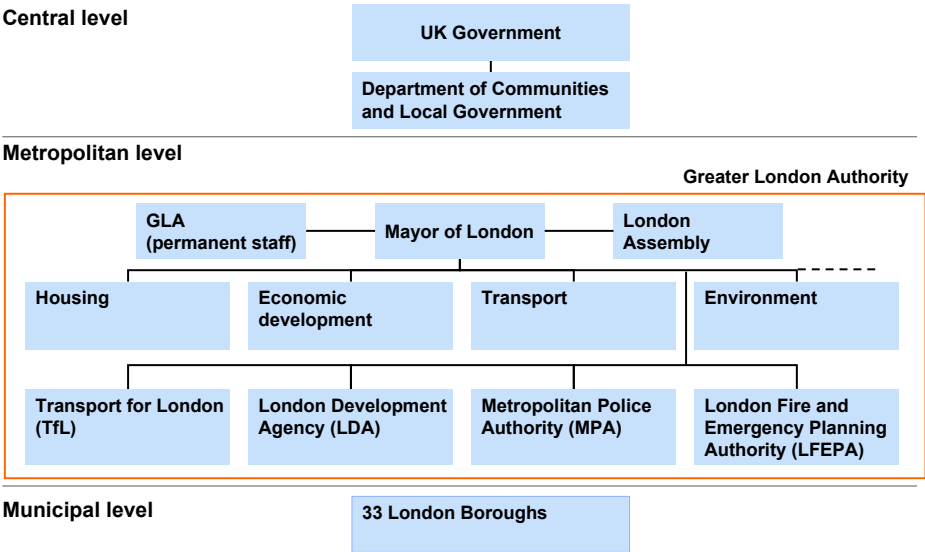 Central level
UK Government
Department of Communities
and Local Government
Metropolitan level
Greater London Authority
GLA
(permanent staff)
Mayor of London
London
Assembly
Housing
Economic
development
Transport
Environment
Transport for London
(TfL)
London Development
Agency (LDA)
Metropolitan Police
Authority (MPA)
London Fire and
Emergency Planning
Authority (LFEPA)
Municipal level
33 London Boroughs